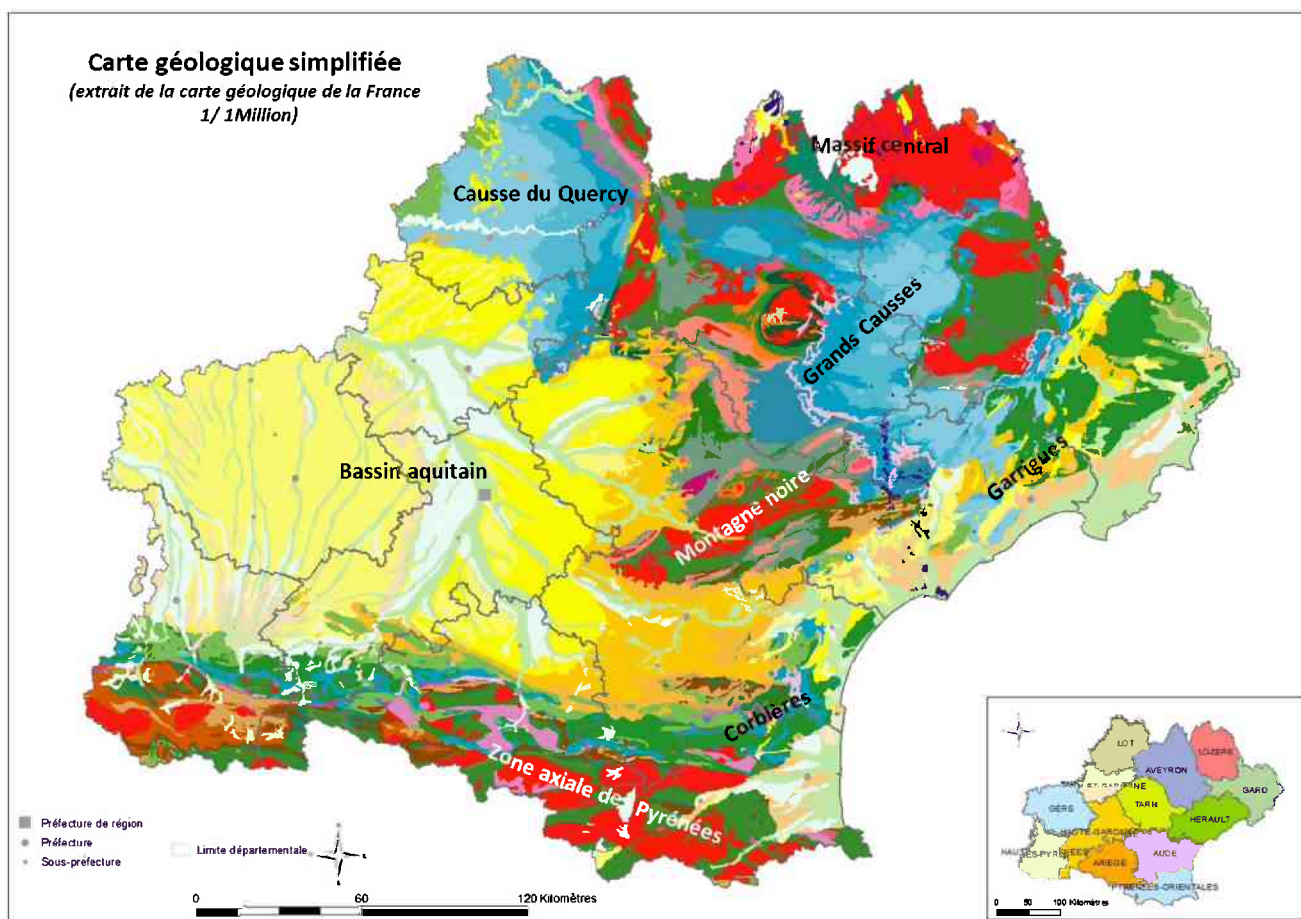 Carte géologique simplifiée
(extrait de la carte géologique de la France
1/ 1Million)
Massif central
Causse du Quercy
Grands Causses
Bassin aquitain
Garrigues
Montagne noire
Corbières
Zone axiale des Pyrénées
Préfecture de région
Préfecture
Sous-préfecture
Limite départementale
0 60 120 Kilomètres
LOT
LOZERE
AVEYRON
GARD
GERS
TARN
HERAULT
AUDE
ARIEGE
PYRENEES-ORIENTALES
0 50 100 Kilomètres